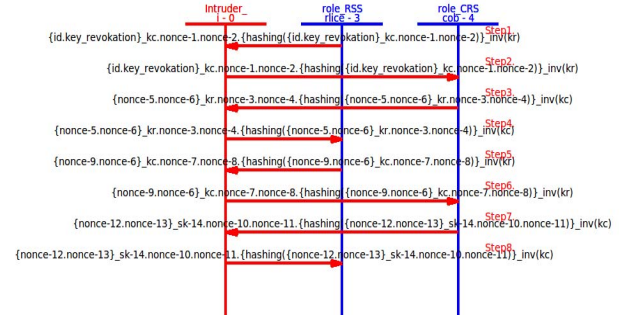 Intruder_ role_RSS role_CRS
i - 0 rlice - 3 cob - 4
Step1.
{id.key_revokation}_kc.nonce-1.nonce-2.{hashing({id.key_revokation}_kc.nonce-1.nonce-2)}_inv(kr)
Step2.
{id.key_revokation}_kc.nonce-1.nonce-2.{hashing({id.key_revokation}_kc.nonce-1.nonce-2)}_inv(kr)
Step3.
{nonce-5.nonce-6}_kr.nonce-3.nonce-4.{hashing({nonce-5.nonce-6}_kr.nonce-3.nonce-4)}_inv(kc)
Step4.
{nonce-5.nonce-6}_kr.nonce-3.nonce-4.{hashing({nonce-5.nonce-6}_kr.nonce-3.nonce-4)}_inv(kc)
Step5.
{nonce-9.nonce-6}_kc.nonce-7.nonce-8.{hashing({nonce-9.nonce-6}_kc.nonce-7.nonce-8)}_inv(kr)
Step6.
{nonce-9.nonce-6}_kc.nonce-7.nonce-8.{hashing({nonce-9.nonce-6}_kc.nonce-7.nonce-8)}_inv(kr)
Step7.
{nonce-12.nonce-13}_sk-14.nonce-10.nonce-11.{hashing({nonce-12.nonce-13}_sk-14.nonce-10.nonce-11)}_inv(kc)
Step8.
{nonce-12.nonce-13}_sk-14.nonce-10.nonce-11.{hashing({nonce-12.nonce-13}_sk-14.nonce-10.nonce-11)}_inv(kc)